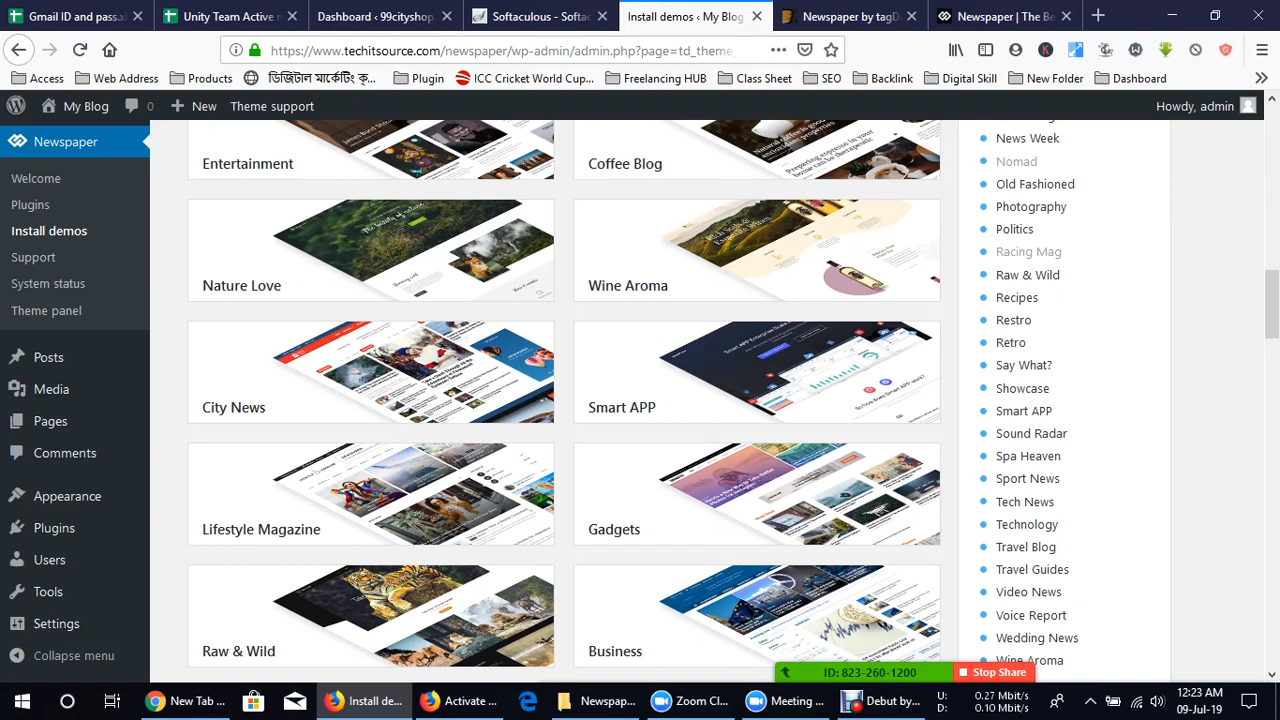 Gmail ID and pass.x
Unity Team Active n
Dashboard ‹ 99cityshop.
Softaculous - Softac
Install demos ‹ My Blog
Newspaper by tagD
Newspaper | The Be
https://www.techitsource.com/newspaper/wp-admin/admin.php?page=td_theme
Access
Web Address
Products
ডিজিটাল মার্কেটিং ক্...
Plugin
ICC Cricket World Cup...
Freelancing HUB
Class Sheet
SEO
Backlink
Digital Skill
New Folder
Dashboard
My Blog
0
New
Theme support
Howdy, admin
Newspaper
Welcome
Plugins
Install demos
Support
System status
Theme panel
Posts
Media
Pages
Comments
Appearance
Plugins
Users
Tools
Settings
Collapse menu
Entertainment
Coffee Blog
Nature Love
Wine Aroma
City News
Smart APP
Lifestyle Magazine
Gadgets
Raw & Wild
Business
News Week
Nomad
Old Fashioned
Photography
Politics
Racing Mag
Raw & Wild
Recipes
Restro
Retro
Say What?
Showcase
Smart APP
Sound Radar
Spa Heaven
Sport News
Tech News
Technology
Travel Blog
Travel Guides
Video News
Voice Report
Wedding News
Wine Aroma
ID: 823-260-1200
Stop Share
New Tab ...
Install de...
Activate ...
Newspap...
Zoom Cl...
Meeting ...
Debut by...
U: 0.27 Mbit/s
D: 0.10 Mbit/s
12:23 AM
09-Jul-19